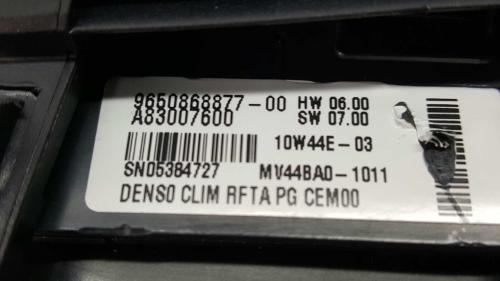 9650868877-00 HW 06.00
A83007600 SW 07.00
10W44E-03
SN05384727 MV44BA0-1011
DENSO CLIM RFTA PG CEM00